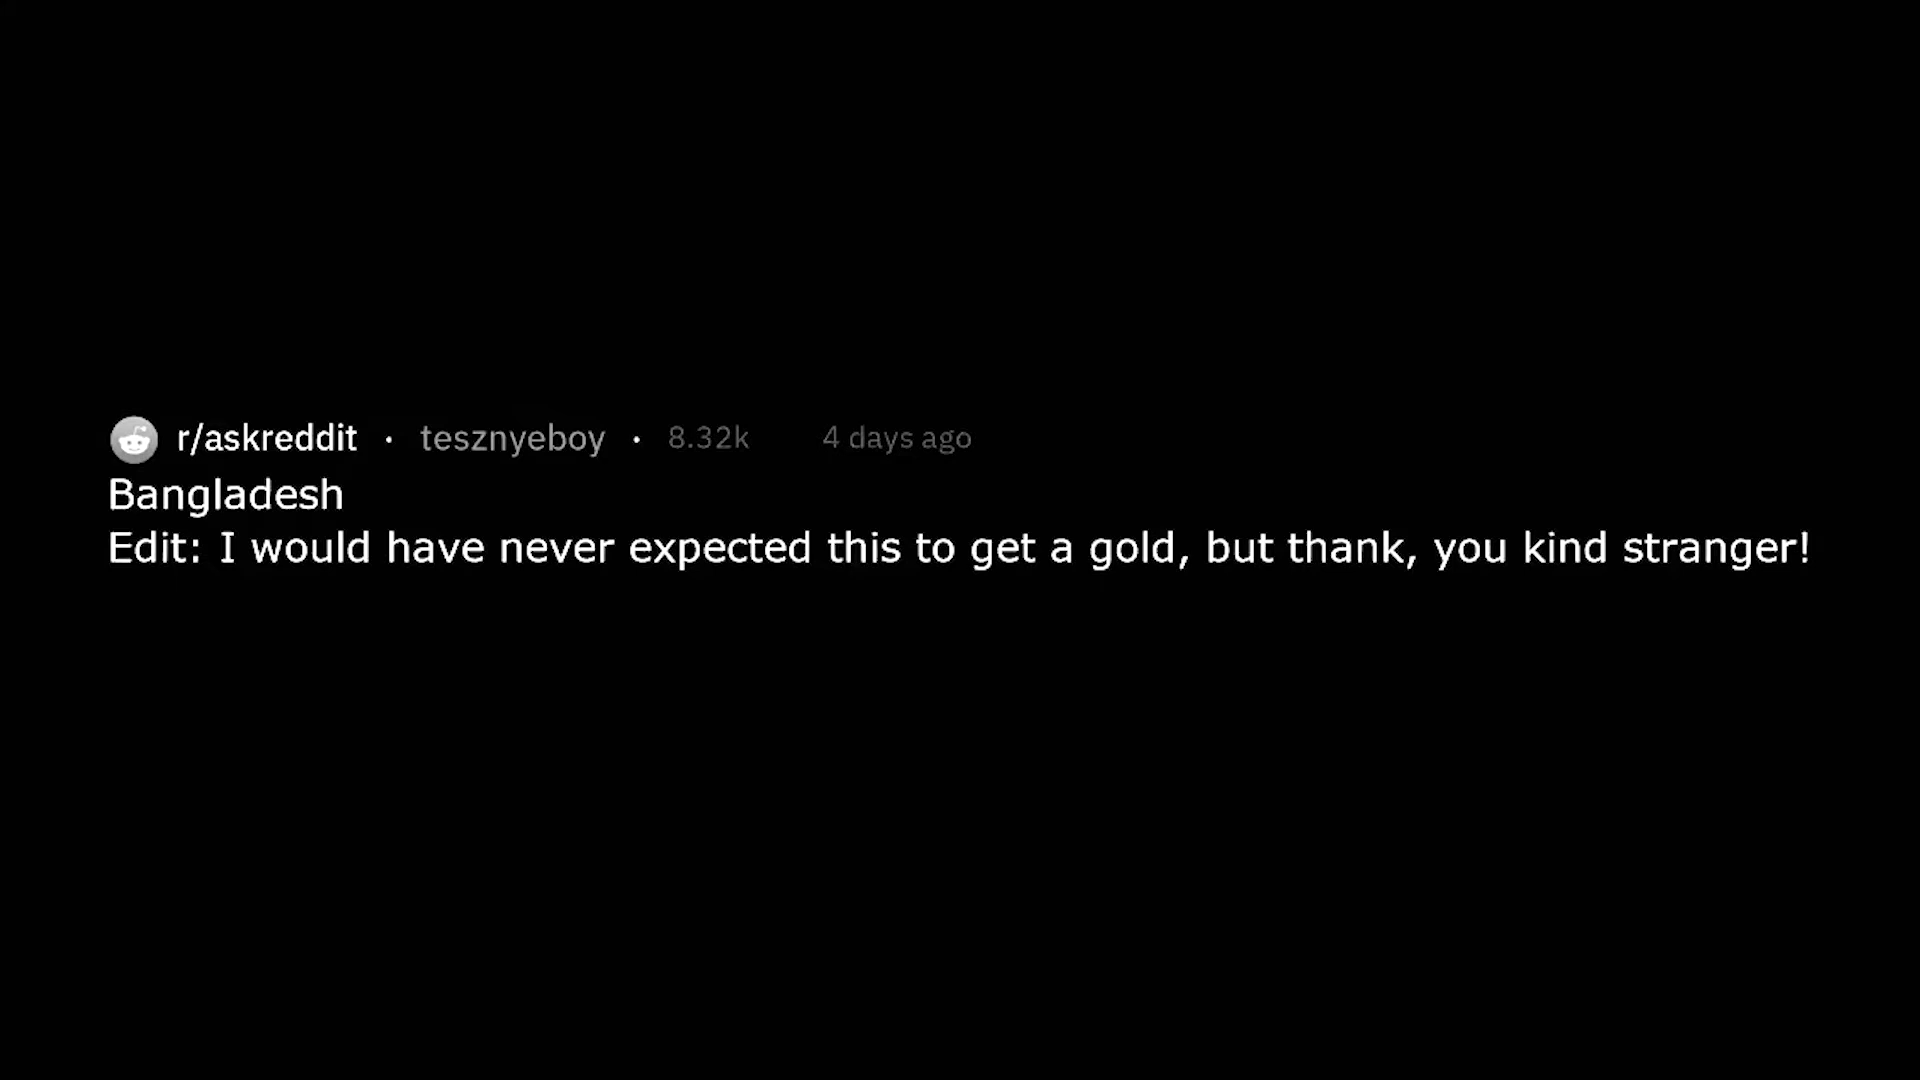 r/askreddit · tesznyeboy · 8.32k 4 days ago
Bangladesh
Edit: I would have never expected this to get a gold, but thank, you kind stranger!